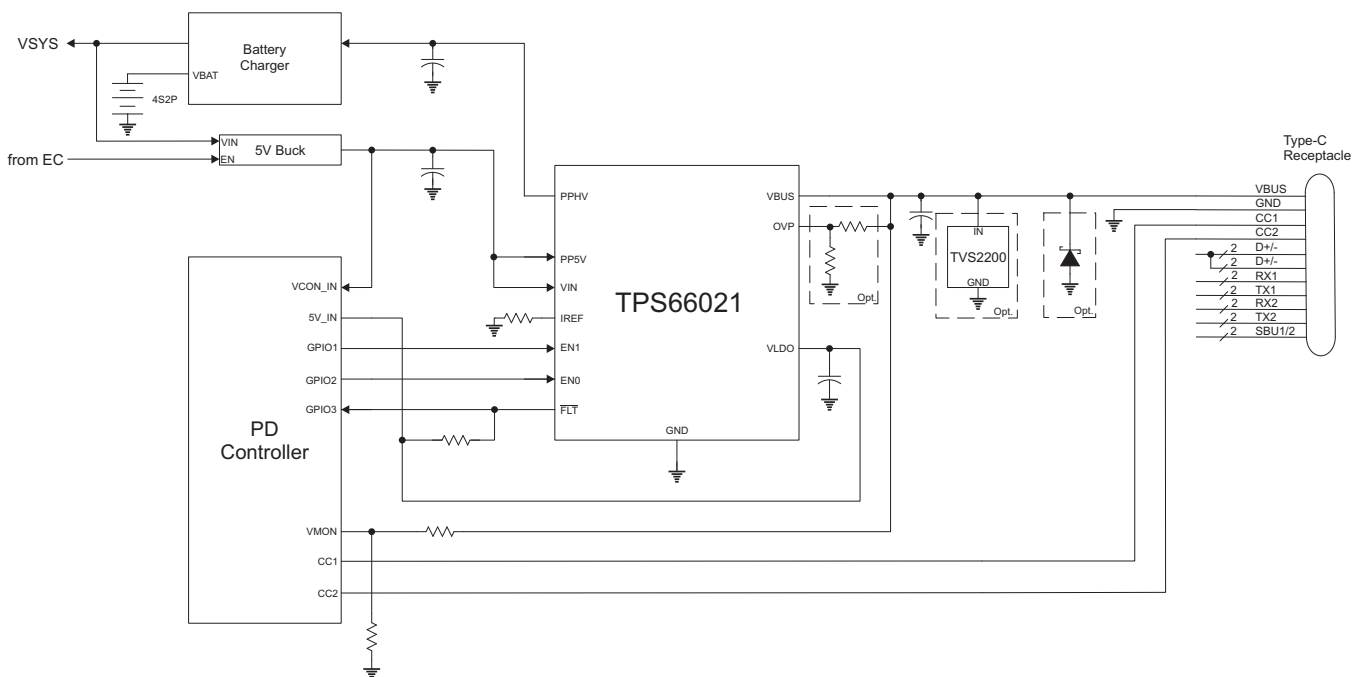 VSYS
Battery
Charger
VBAT
4S2P
from EC
VIN
EN
5V Buck
PPHV
PP5V
VIN
IREF
EN1
EN0
FLT
TPS66021
GND
VBUS
OVP
VLDO
Opt.
IN
TVS2200
GND
Opt.
Opt.
Type-C
Receptacle
VBUS
GND
CC1
CC2
2 D+/-
2 D+/-
2 RX1
2 TX1
2 RX2
2 TX2
2 SBU1/2
VCON_IN
5V_IN
GPIO1
GPIO2
GPIO3
PD
Controller
VMON
CC1
CC2